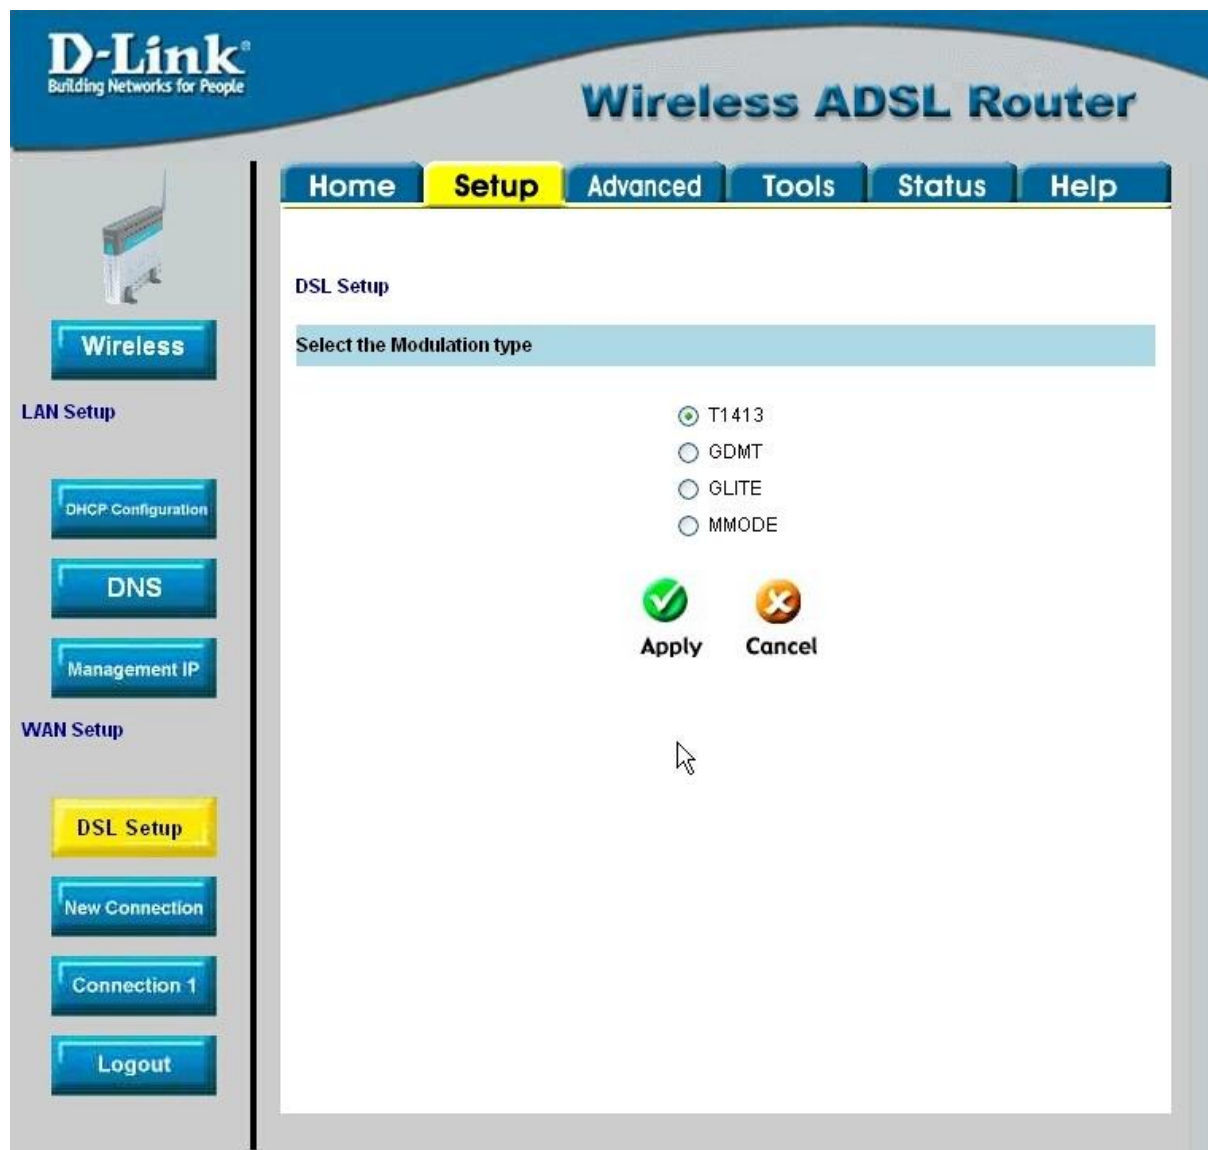 D-Link®
Building Networks for People
Wireless ADSL Router
Home Setup Advanced Tools Status Help
Wireless
LAN Setup
DHCP Configuration
DNS
Management IP
WAN Setup
DSL Setup
New Connection
Connection 1
Logout
DSL Setup
Select the Modulation type
T1413
GDMT
GLITE
MMODE
Apply Cancel